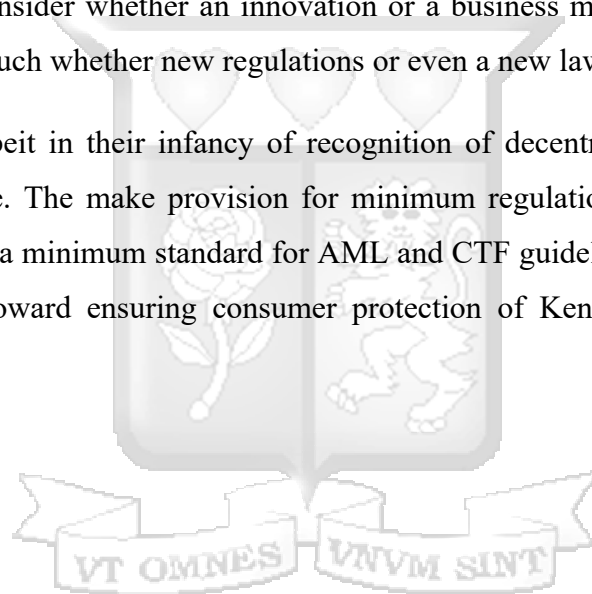 nsider whether an innovation or a business m
uch whether new regulations or even a new law
beit in their infancy of recognition of decentr
e. The make provision for minimum regulatio
a minimum standard for AML and CTF guidel
oward ensuring consumer protection of Ken
VT OMNES VNVM SINT